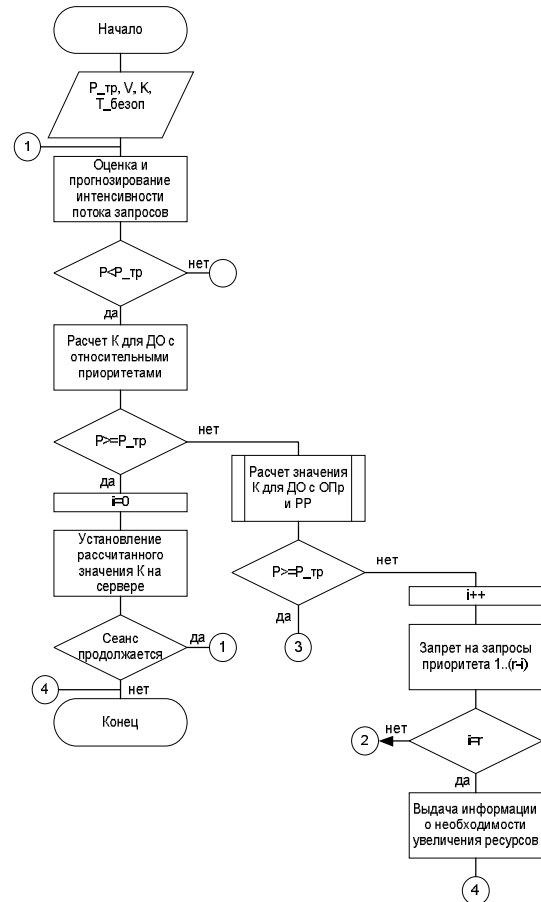 Начало
P_тр, V, K,
T_безоп
1
Оценка и
прогнозирование
интенсивности
потока запросов
P<P_тр
нет
да
Расчет К для ДО с
относительными
приоритетами
P>=P_тр
нет
да
i=0
Установление
рассчитанного
значения К на
сервере
Сеанс
продолжается
да
1
4
нет
Конец
Расчет значения
К для ДО с ОПр
и РР
P>=P_тр
нет
да
3
i++
Запрет на запросы
приоритета 1..(r-i)
i=r
нет
2
да
Выдача информации
о необходимости
увеличения ресурсов
4